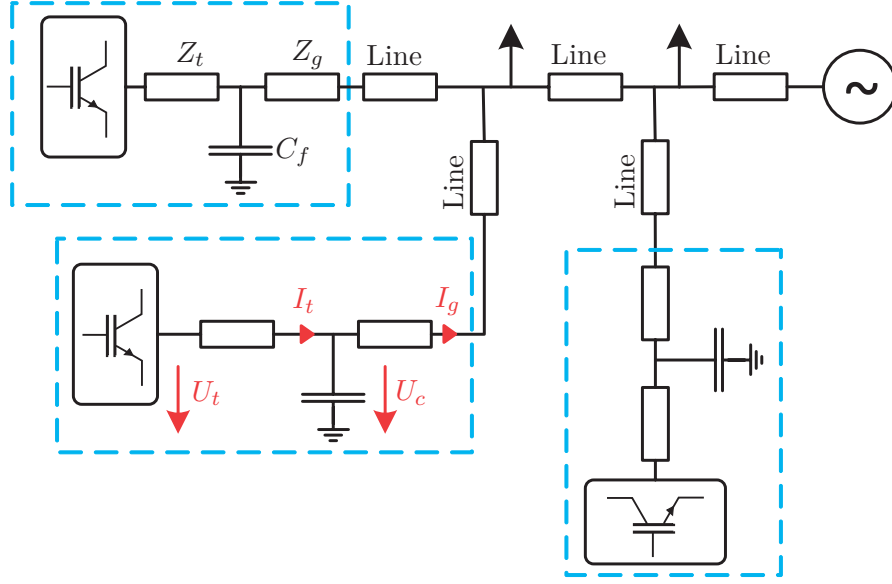 Z_t
Z_g
Line
Line
Line
C_f
Line
Line
I_t
I_g
U_t
U_c